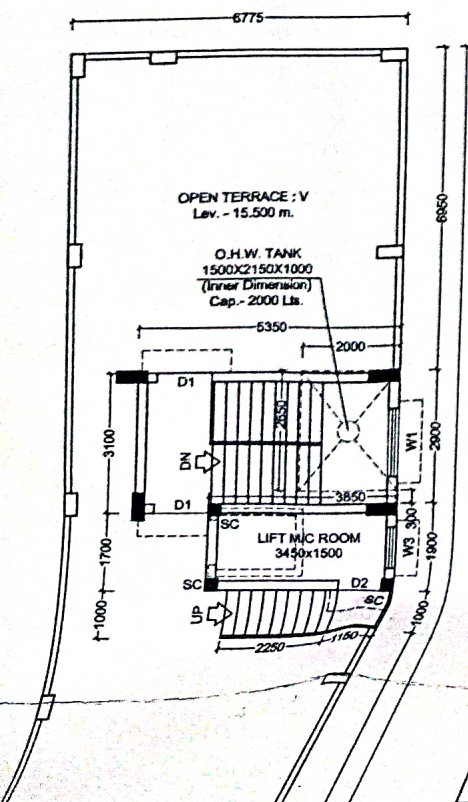 6775
6950
OPEN TERRACE : V
Lev. - 15.500 m.
O.H.W. TANK
1500X2150X1000
(Inner Dimension)
Cap.- 2000 Lts.
5350
2000
D1
3100
2650
2900
W1
DN
3850
D1
SC
300
LIFT M/C ROOM
3450x1500
W3
1700
1900
SC
D2
SC
1000
UP
1000
2250
1150